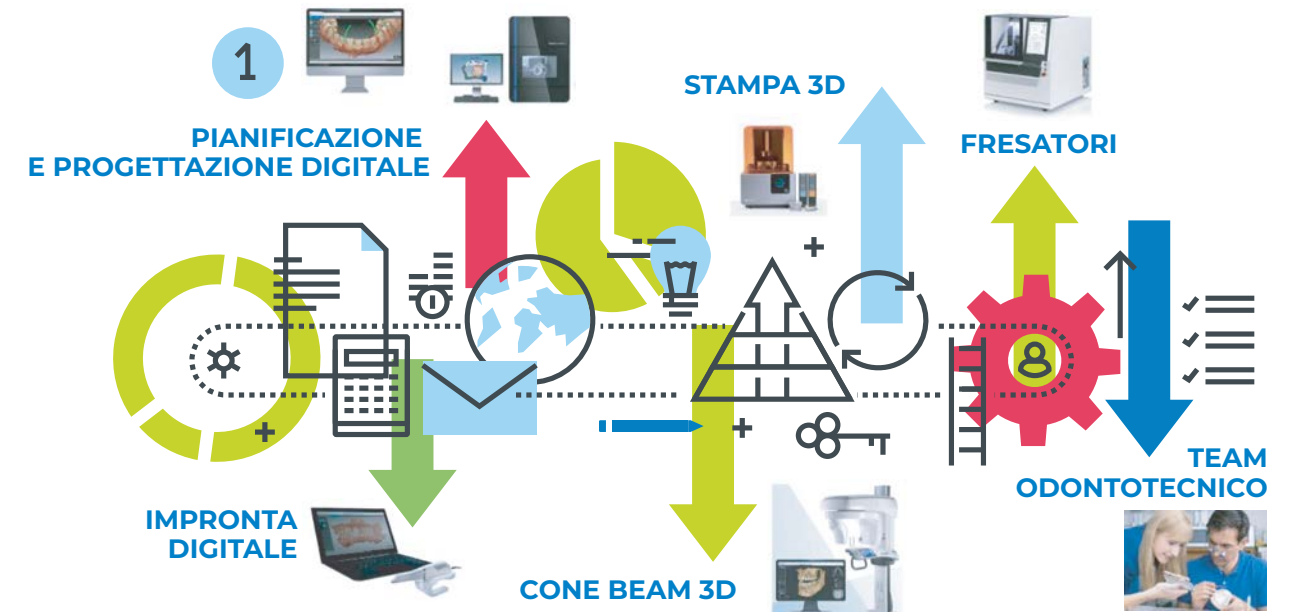 1
PIANIFICAZIONE
E PROGETTAZIONE DIGITALE
STAMPA 3D
FRESATORI
IMPRONTA
DIGITALE
CONE BEAM 3D
TEAM
ODONTOTECNICO